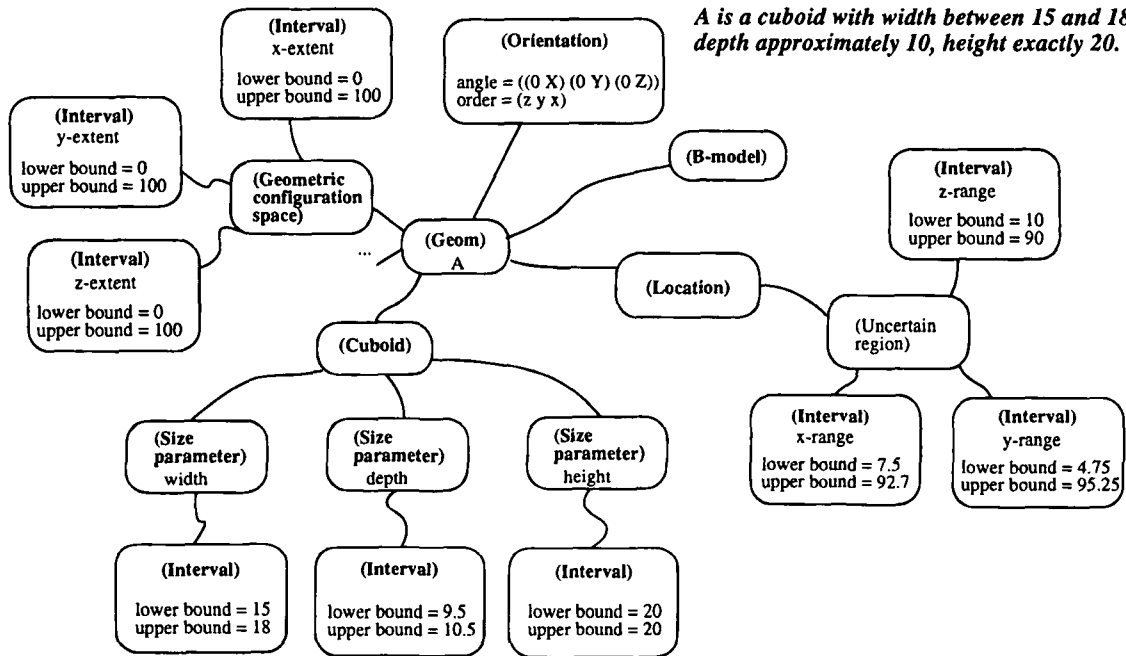 A is a cuboid with width between 15 and 18
depth approximately 10, height exactly 20.
(Interval)
x-extent
lower bound = 0
upper bound = 100
(Orientation)
angle = ((0 X) (0 Y) (0 Z))
order = (z y x)
(Interval)
y-extent
lower bound = 0
upper bound = 100
(B-model)
(Geometric
configuration
space)
(Interval)
z-range
lower bound = 10
upper bound = 90
(Geom)
A
...
(Interval)
z-extent
lower bound = 0
upper bound = 100
(Location)
(Uncertain
region)
(Cuboid)
(Interval)
x-range
lower bound = 7.5
upper bound = 92.7
(Interval)
y-range
lower bound = 4.75
upper bound = 95.25
(Size
parameter)
width
(Size
parameter)
depth
(Size
parameter)
height
(Interval)
lower bound = 15
upper bound = 18
(Interval)
lower bound = 9.5
upper bound = 10.5
(Interval)
lower bound = 20
upper bound = 20